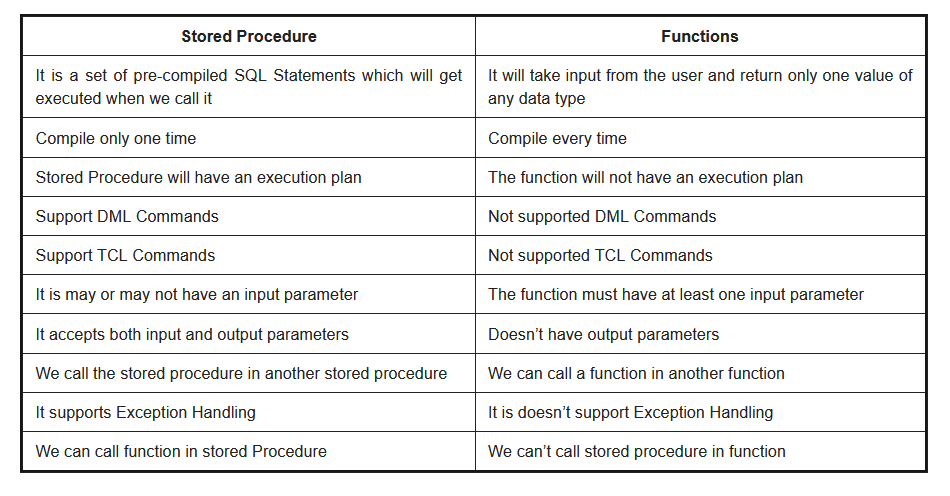 Stored Procedure
Functions
It is a set of pre-compiled SQL Statements which will get
executed when we call it
It will take input from the user and return only one value of
any data type
Compile only one time
Compile every time
Stored Procedure will have an execution plan
The function will not have an execution plan
Support DML Commands
Not supported DML Commands
Support TCL Commands
Not supported TCL Commands
It is may or may not have an input parameter
The function must have at least one input parameter
It accepts both input and output parameters
Doesn’t have output parameters
We call the stored procedure in another stored procedure
We can call a function in another function
It supports Exception Handling
It is doesn’t support Exception Handling
We can call function in stored Procedure
We can’t call stored procedure in function